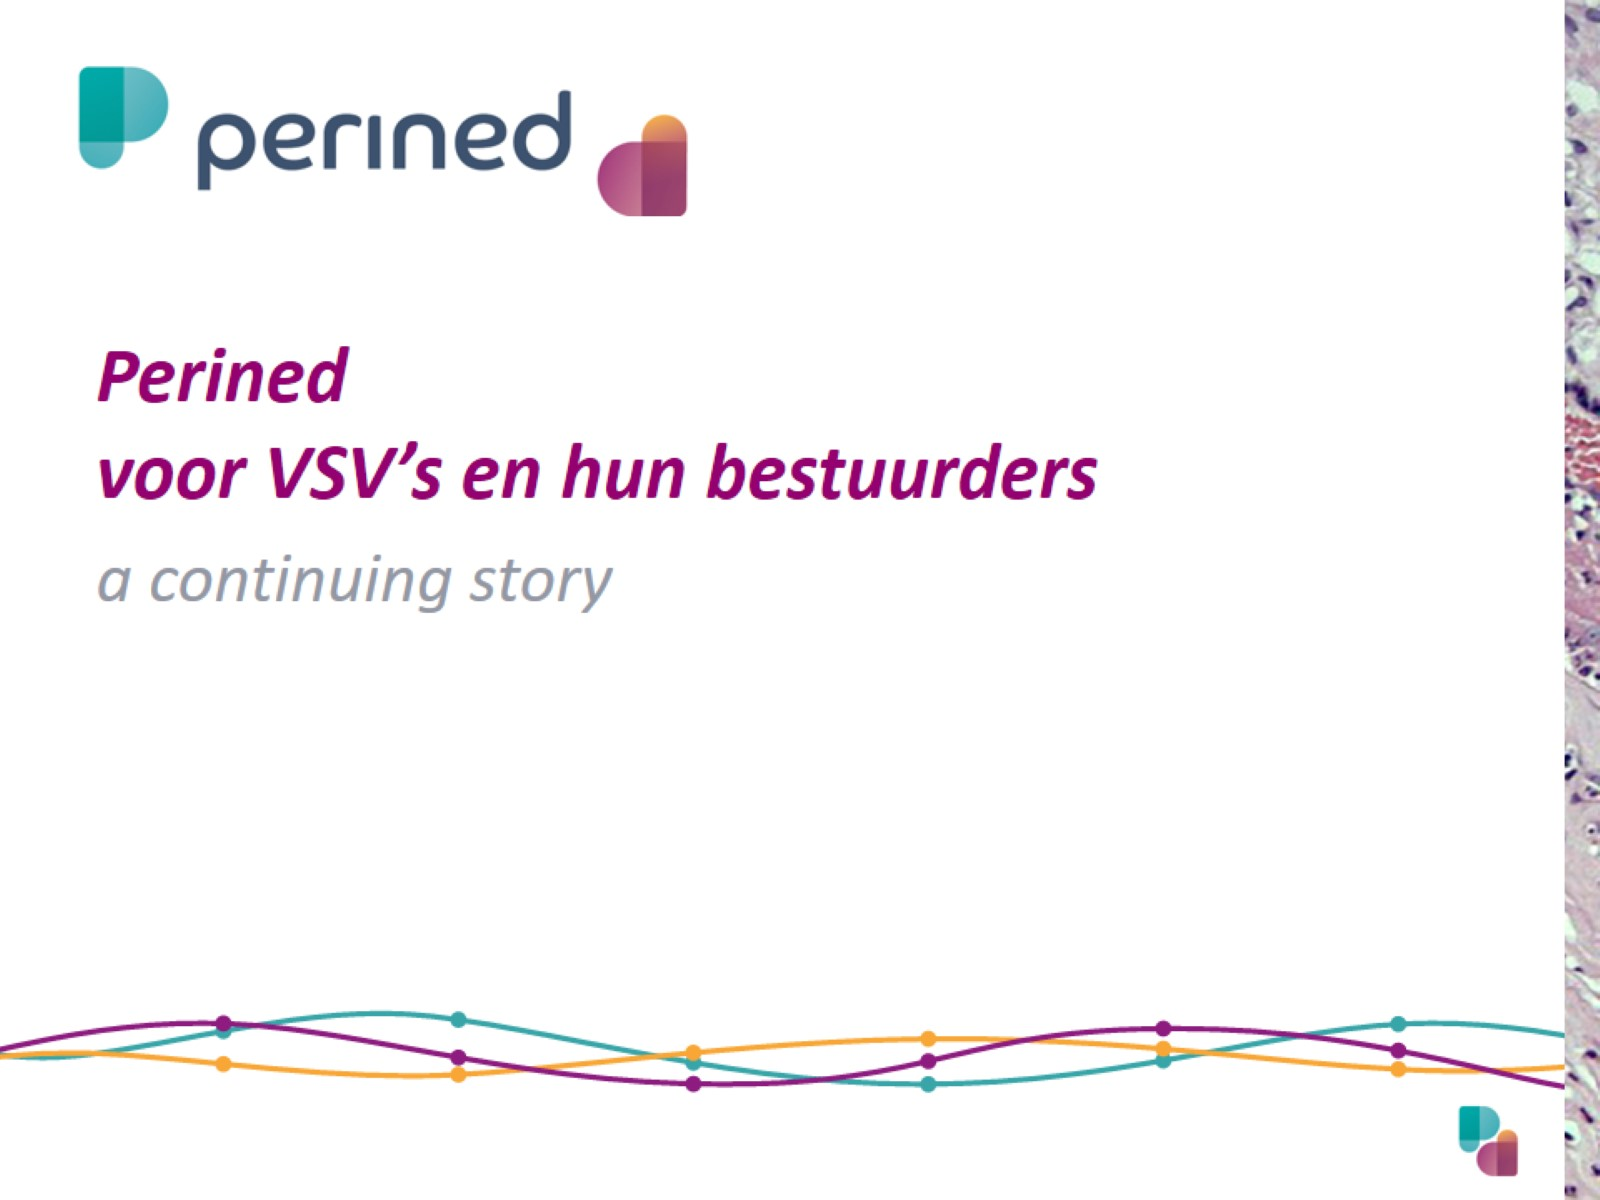 perined
Perined
voor VSV’s en hun bestuurders
a continuing story